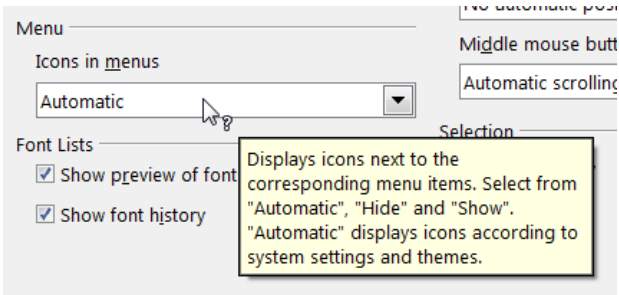 Menu
Icons in menus
Automatic
Font Lists
Show preview of font
Show font history
No automatic
Middle mouse butt
Automatic scrolling
Selection
Displays icons next to the
corresponding menu items. Select from
"Automatic", "Hide" and "Show".
"Automatic" displays icons according to
system settings and themes.